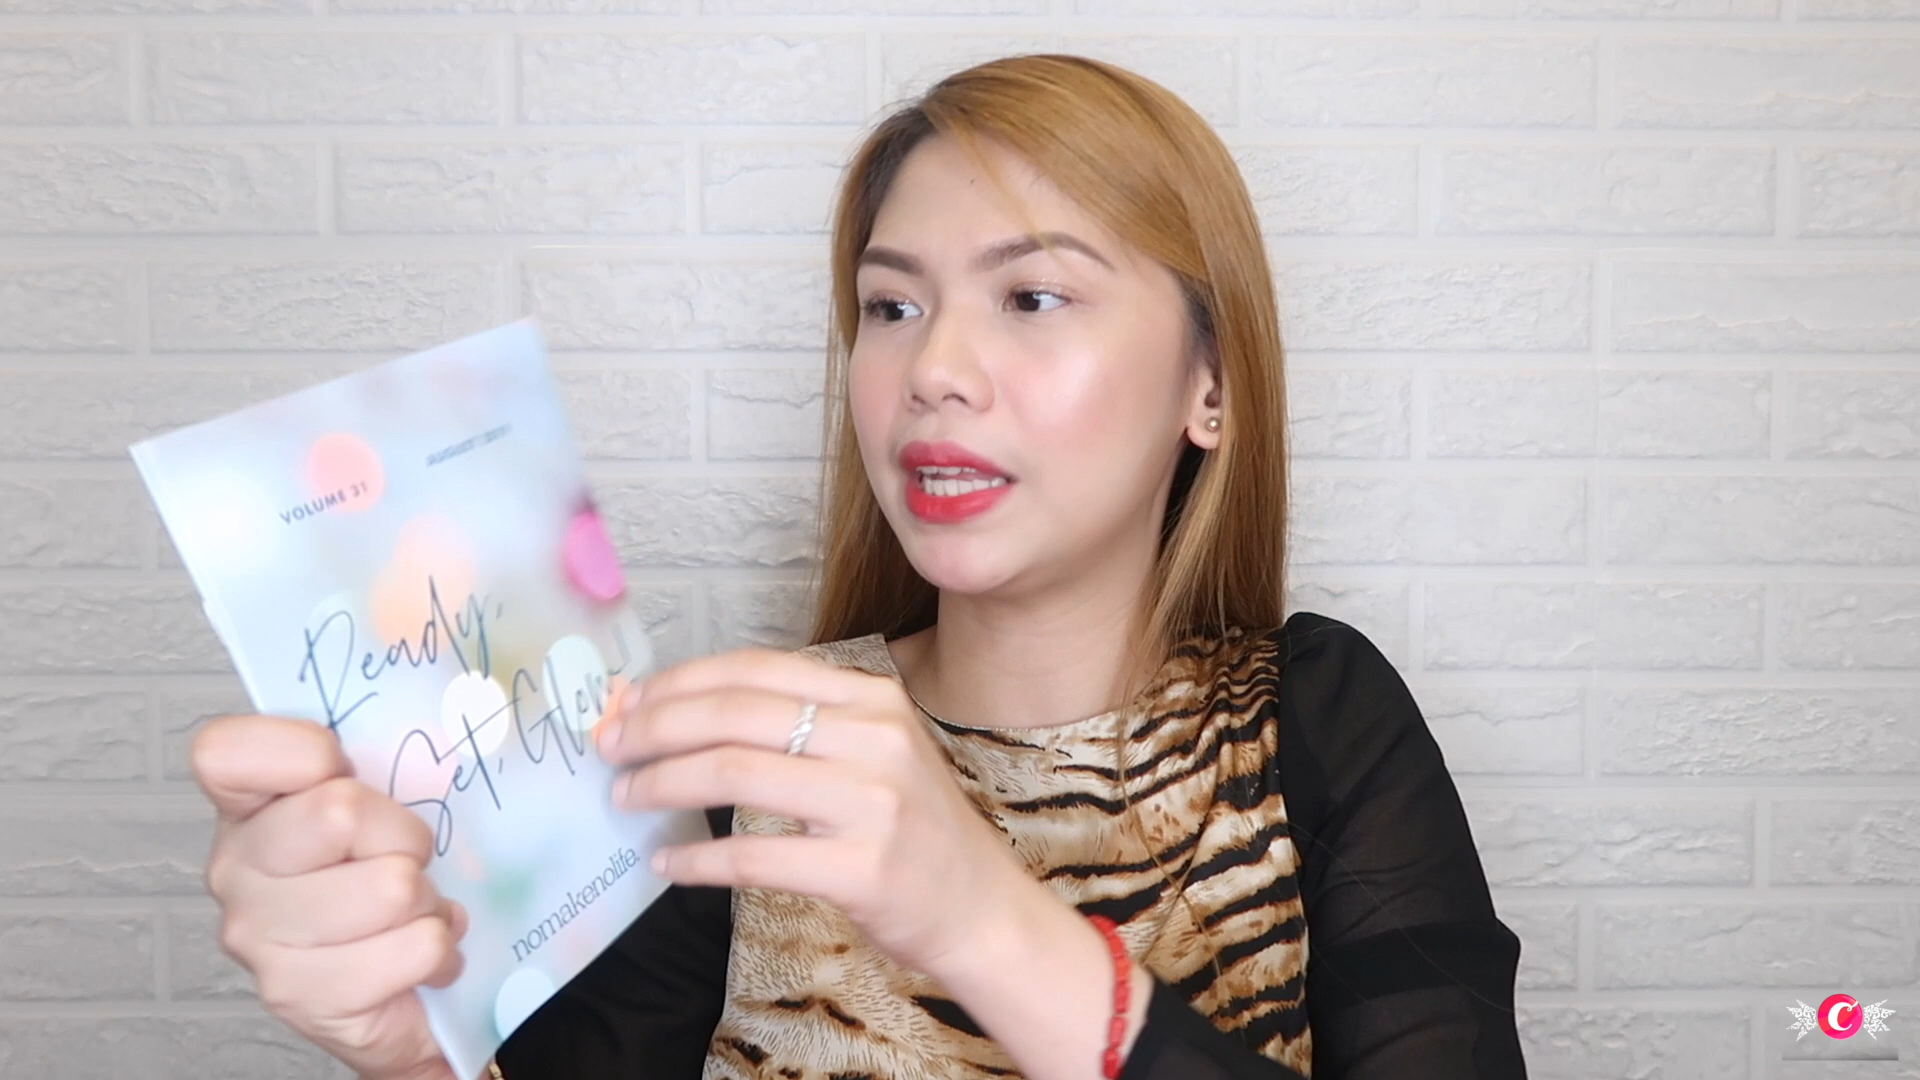 VOLUME 31
Ready,
Set, Glow!
nomakenolife.
C